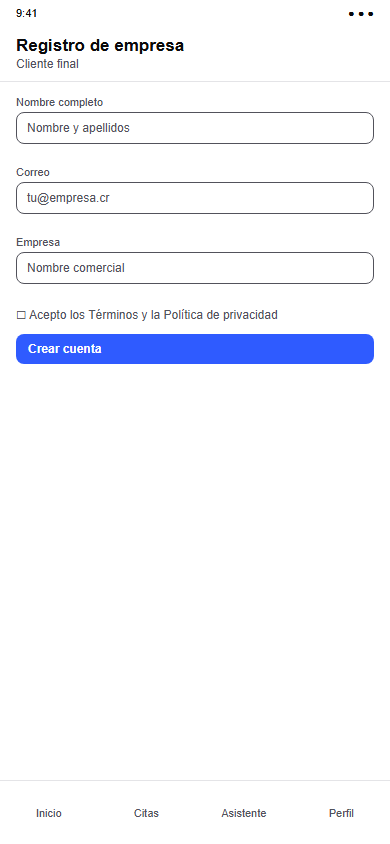 9:41
Registro de empresa
Cliente final
Nombre completo
Nombre y apellidos
Correo
tu@empresa.cr
Empresa
Nombre comercial
☐ Acepto los Términos y la Política de privacidad
Crear cuenta
Inicio Citas Asistente Perfil